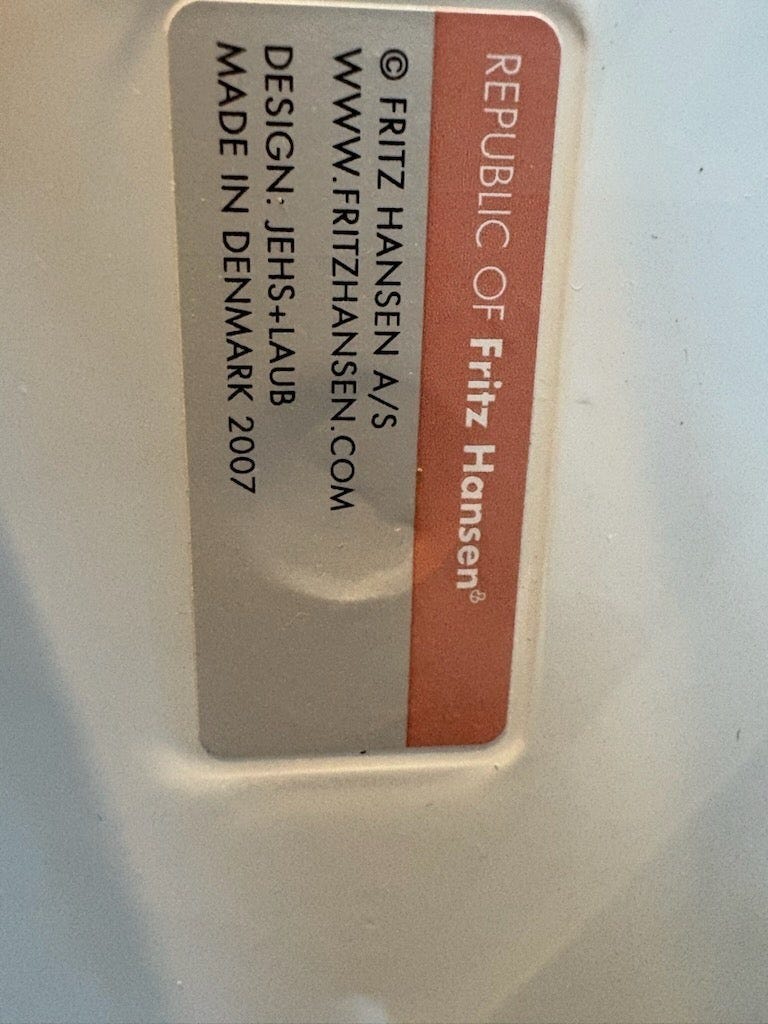 REPUBLIC OF Fritz Hansen®
© FRITZ HANSEN A/S
WWW.FRITZHANSEN.COM
DESIGN: JEHS+LAUB
MADE IN DENMARK 2007